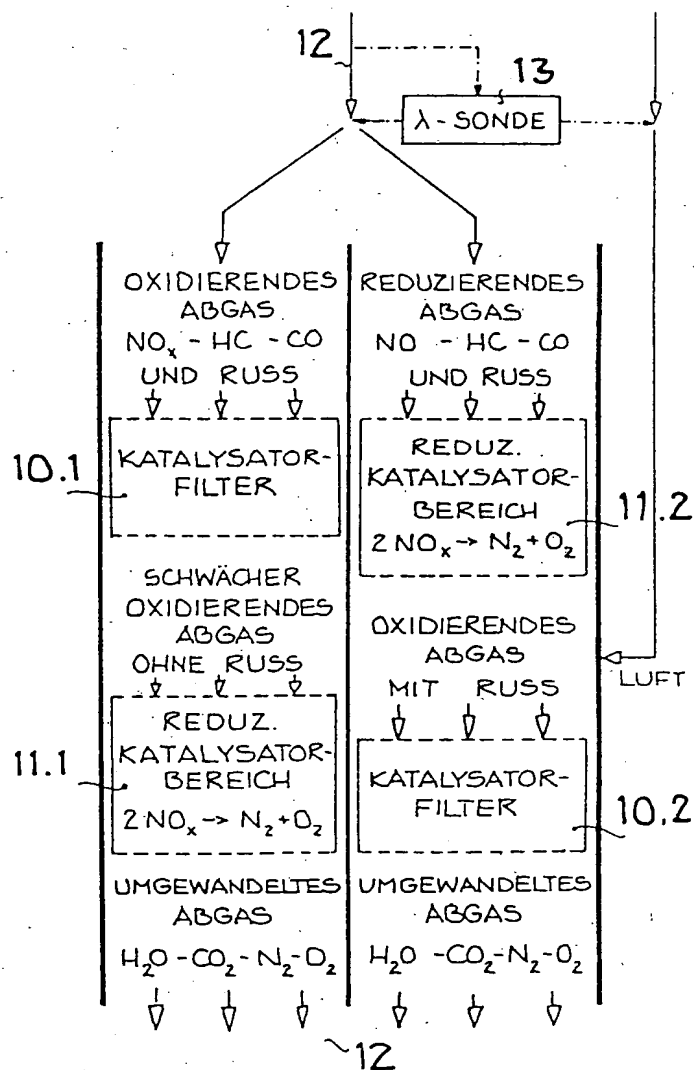 12
13
λ-SONDE
OXIDIERENDES
ABGAS
NOₓ - HC - CO
UND RUSS
10.1
KATALYSATOR-
FILTER
SCHWÄCHER
OXIDIERENDES
ABGAS
OHNE RUSS
11.1
REDUZ.
KATALYSATOR-
BEREICH
2 NOₓ → N₂ + O₂
UMGEWANDELTES
ABGAS
H₂O - CO₂ - N₂ - O₂
REDUZIERENDES
ABGAS
NO - HC - CO
UND RUSS
REDUZ.
KATALYSATOR-
BEREICH
11.2
2 NOₓ → N₂ + O₂
OXIDIERENDES
ABGAS
MIT RUSS
LUFT
KATALYSATOR-
FILTER
10.2
UMGEWANDELTES
ABGAS
H₂O - CO₂ - N₂ - O₂
12